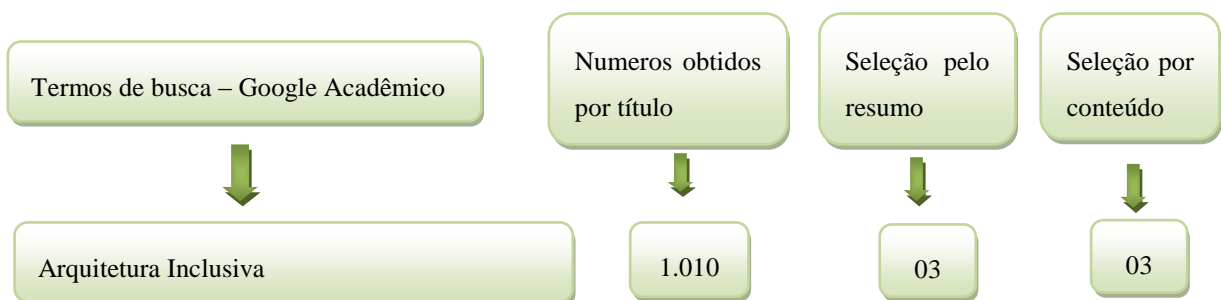 Termos de busca – Google Acadêmico
Numeros obtidos
por título
Seleção pelo
resumo
Seleção por
conteúdo
Arquitetura Inclusiva
1.010
03
03